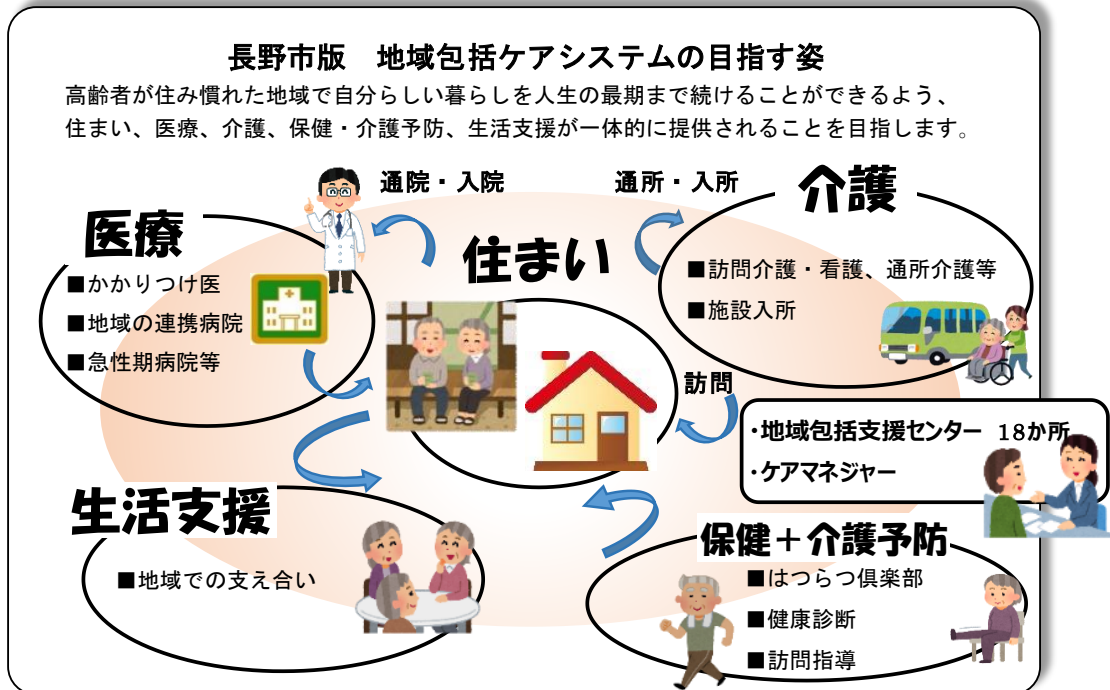 長野市版　地域包括ケアシステムの目指す姿
高齢者が住み慣れた地域で自分らしい暮らしを人生の最期まで続けることができるよう、
住まい、医療、介護、保健・介護予防、生活支援が一体的に提供されることを目指します。
通院・入院
通所・入所
介護
医療
住まい
■かかりつけ医
■地域の連携病院
■急性期病院等
■訪問介護・看護、通所介護等
■施設入所
訪問
・地域包括支援センター　18か所
・ケアマネジャー
生活支援
■地域での支え合い
保健＋介護予防
■はつらつ倶楽部
■健康診断
■訪問指導